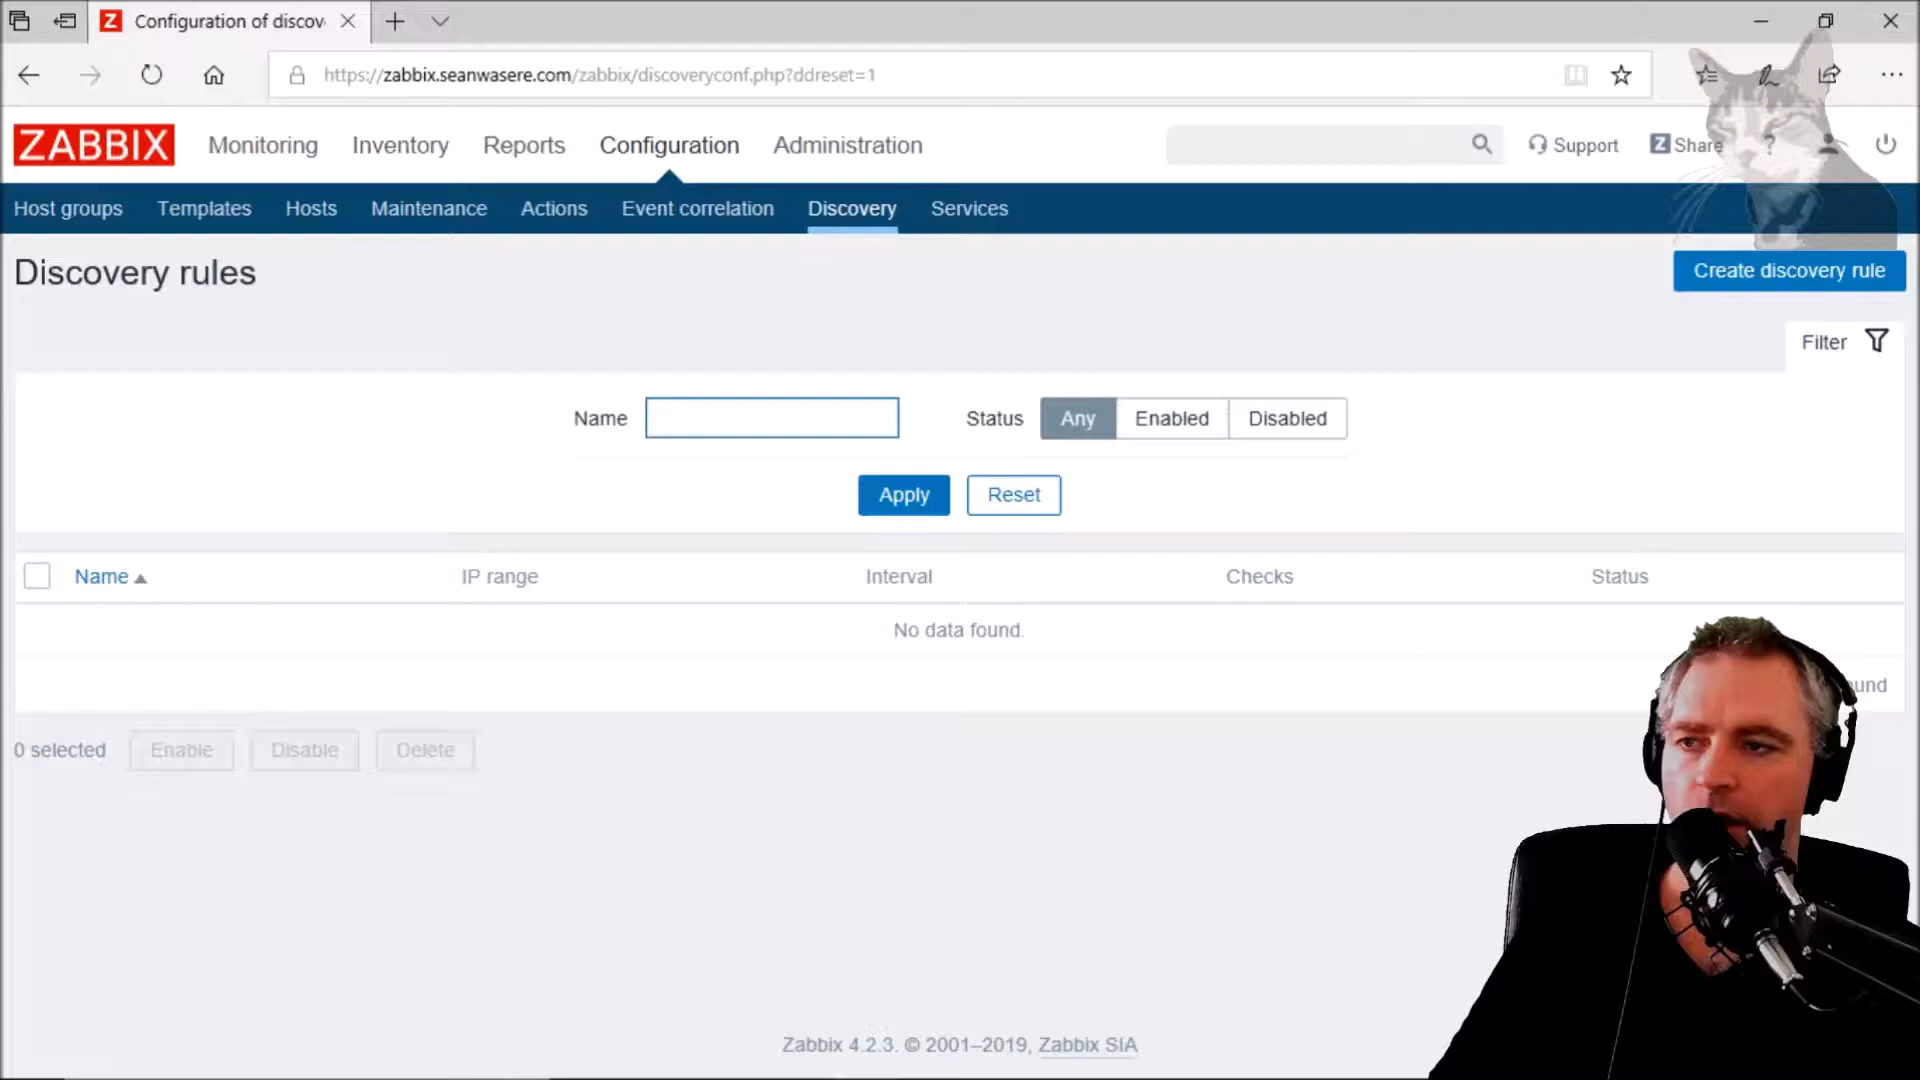 Configuration of discov
https://zabbix.seanwasere.com/zabbix/discoveryconf.php?ddreset=1
ZABBIX Monitoring Inventory Reports Configuration Administration Support Z Share ?
Host groups Templates Hosts Maintenance Actions Event correlation Discovery Services
Discovery rules
Create discovery rule
Filter
Name Status Any Enabled Disabled
Apply Reset
Name IP range Interval Checks Status
No data found.
0 selected Enable Disable Delete
Zabbix 4.2.3. © 2001–2019, Zabbix SIA